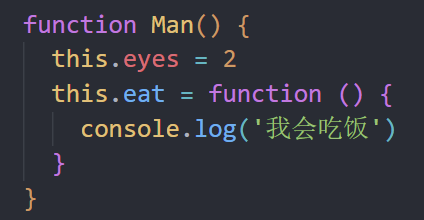 function Man() {
  this.eyes = 2
  this.eat = function () {
    console.log('我会吃饭')
  }
}